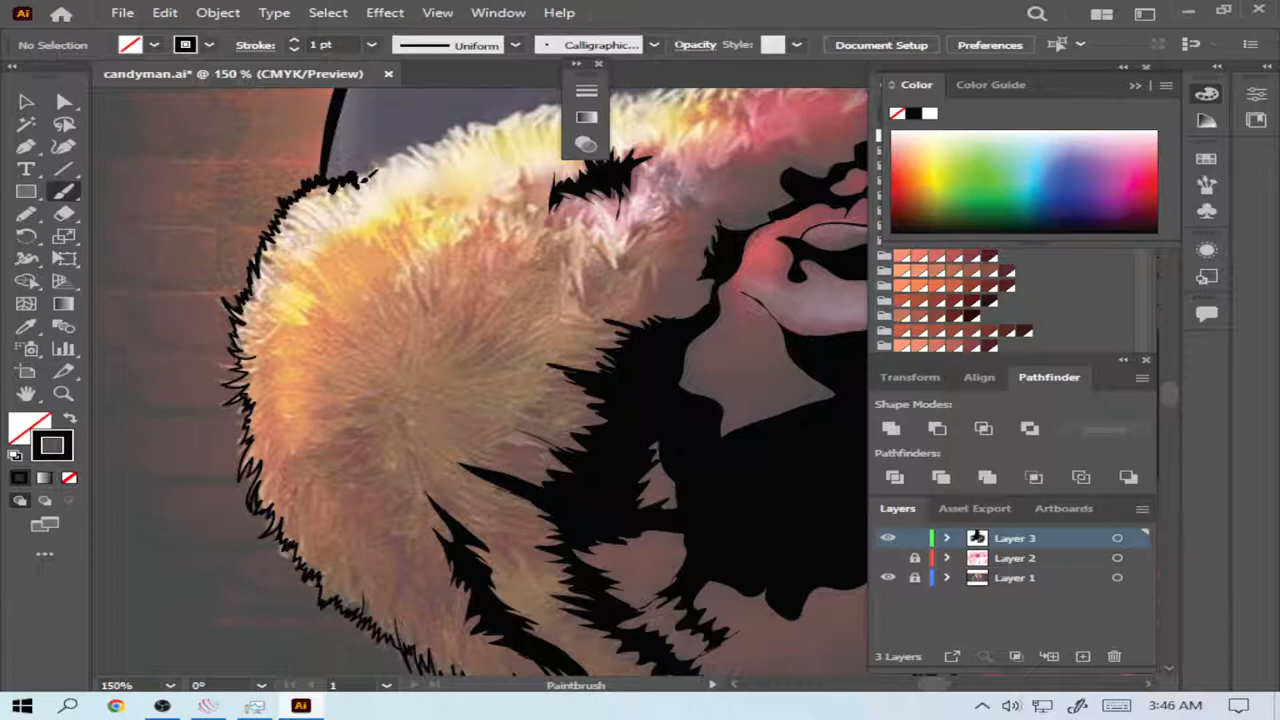 Ai File Edit Object Type Select Effect View Window Help
No Selection Stroke: 1 pt Uniform Calligraphic... Opacity Style: Document Setup Preferences
candyman.ai* @ 150 % (CMYK/Preview)
Color Color Guide
Transform Align Pathfinder
Shape Modes:
Pathfinders:
Layers Asset Export Artboards
Layer 3
Layer 2
Layer 1
3 Layers
150% 0° 1 Paintbrush
Ai 3:46 AM